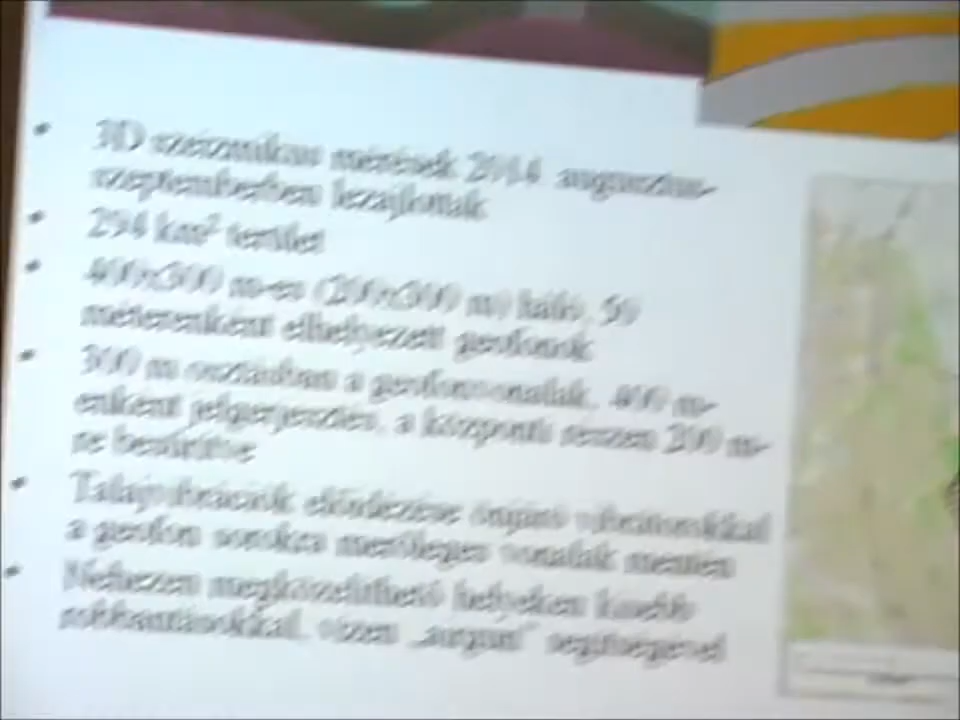 3D szeizmikus mérések 2014 augusztus-
szeptemberben lezajlottak
294 km² terület
400x300 m-es (200x300 m) háló, 50
méterenként elhelyezett geofonok
300 m osztásban a geofonvonalak, 400 m-
enként jelgerjesztés, a központi részen 200 m-
re besűrítve
Talajvibrációk előidézése önjáró vibrátorokkal
a geofon sorokra merőleges vonalak mentén
Nehezen megközelíthető helyeken kisebb
robbantásokkal, vízen „airgun” segítségével